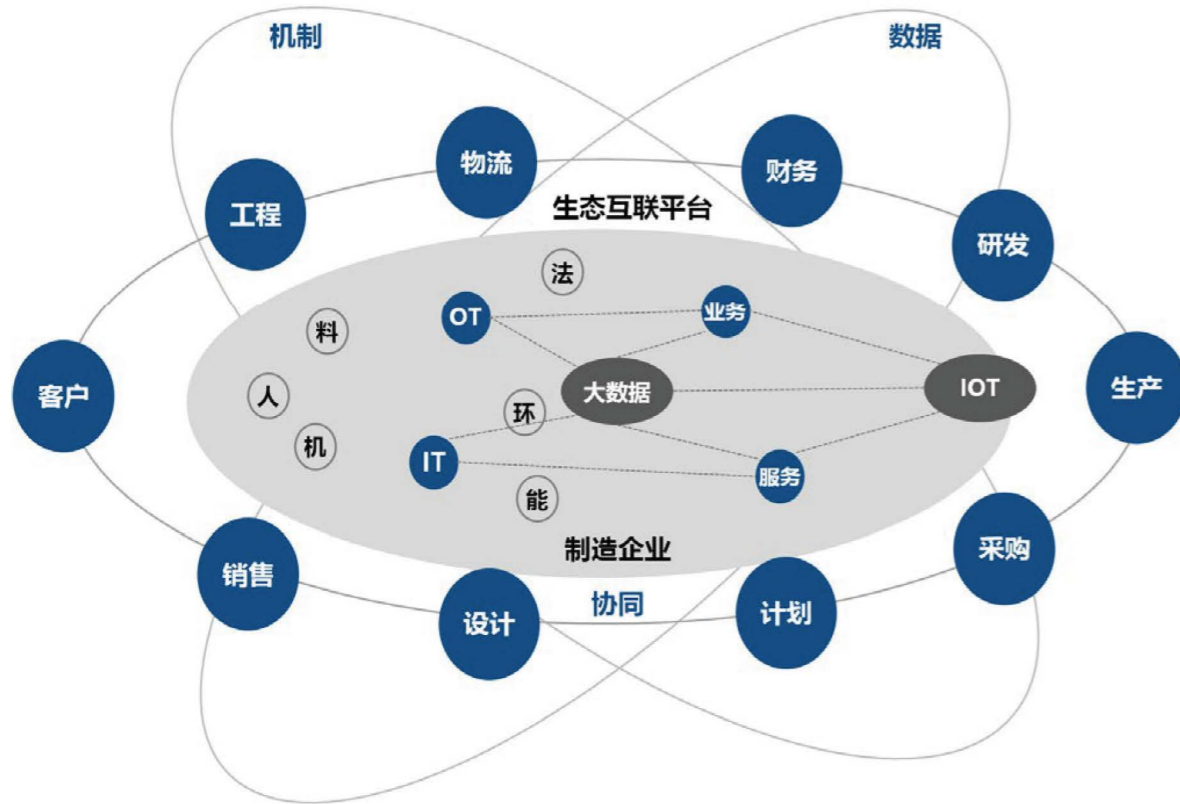 机制
数据
物流
财务
工程
生态互联平台
研发
法
OT
业务
料
客户
人
大数据
IOT
生产
环
机
IT
服务
能
制造企业
采购
销售
协同
设计
计划